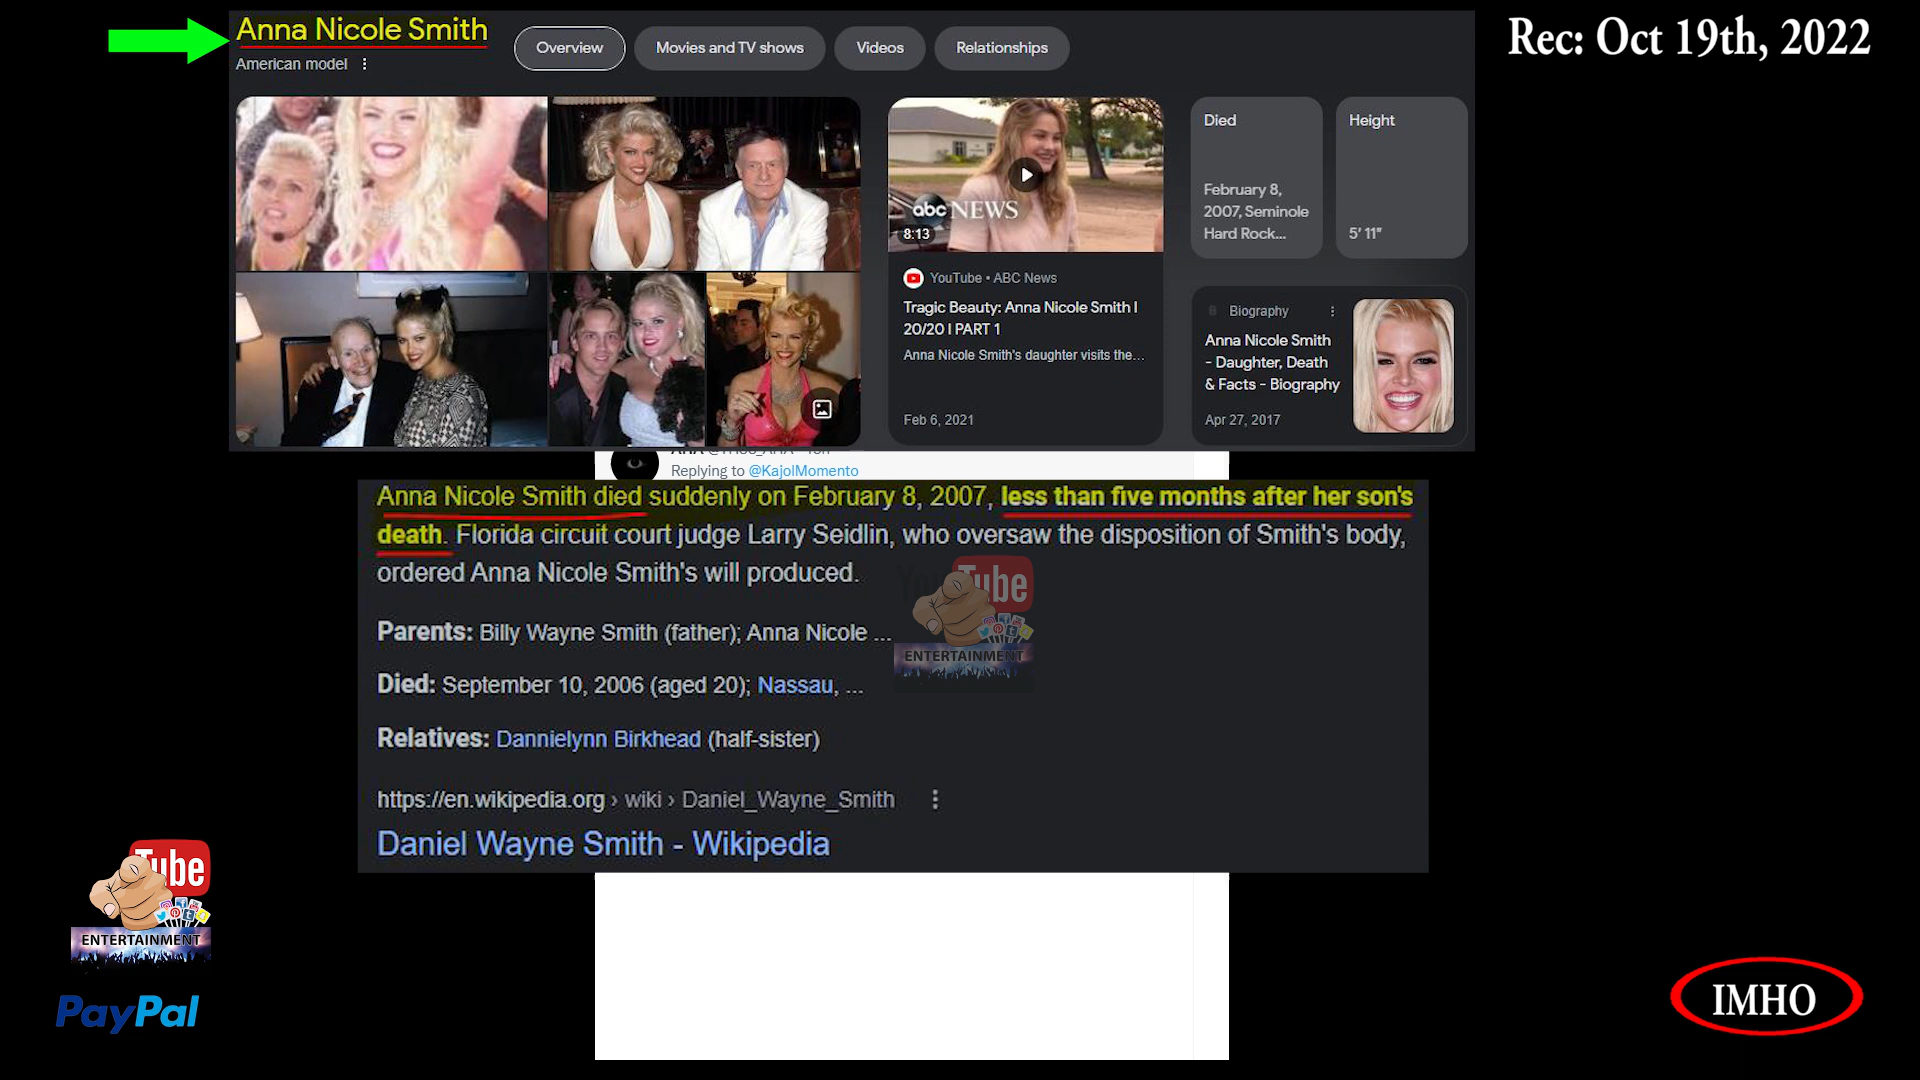 Anna Nicole Smith
American model
Overview
Movies and TV shows
Videos
Relationships
Rec: Oct 19th, 2022
abc NEWS
8:13
YouTube • ABC News
Tragic Beauty: Anna Nicole Smith l
20/20 l PART 1
Anna Nicole Smith's daughter visits the...
Feb 6, 2021
Died
February 8,
2007, Seminole
Hard Rock...
Height
5' 11"
Biography
Anna Nicole Smith
- Daughter, Death
& Facts - Biography
Apr 27, 2017
Replying to @KajolMomento
Anna Nicole Smith died suddenly on February 8, 2007, less than five months after her son's
death. Florida circuit court judge Larry Seidlin, who oversaw the disposition of Smith's body,
ordered Anna Nicole Smith's will produced.
Parents: Billy Wayne Smith (father); Anna Nicole ...
Died: September 10, 2006 (aged 20); Nassau, ...
Relatives: Dannielynn Birkhead (half-sister)
https://en.wikipedia.org › wiki › Daniel_Wayne_Smith
Daniel Wayne Smith - Wikipedia
YouTube
ENTERTAINMENT
Tube
ENTERTAINMENT
PayPal
IMHO